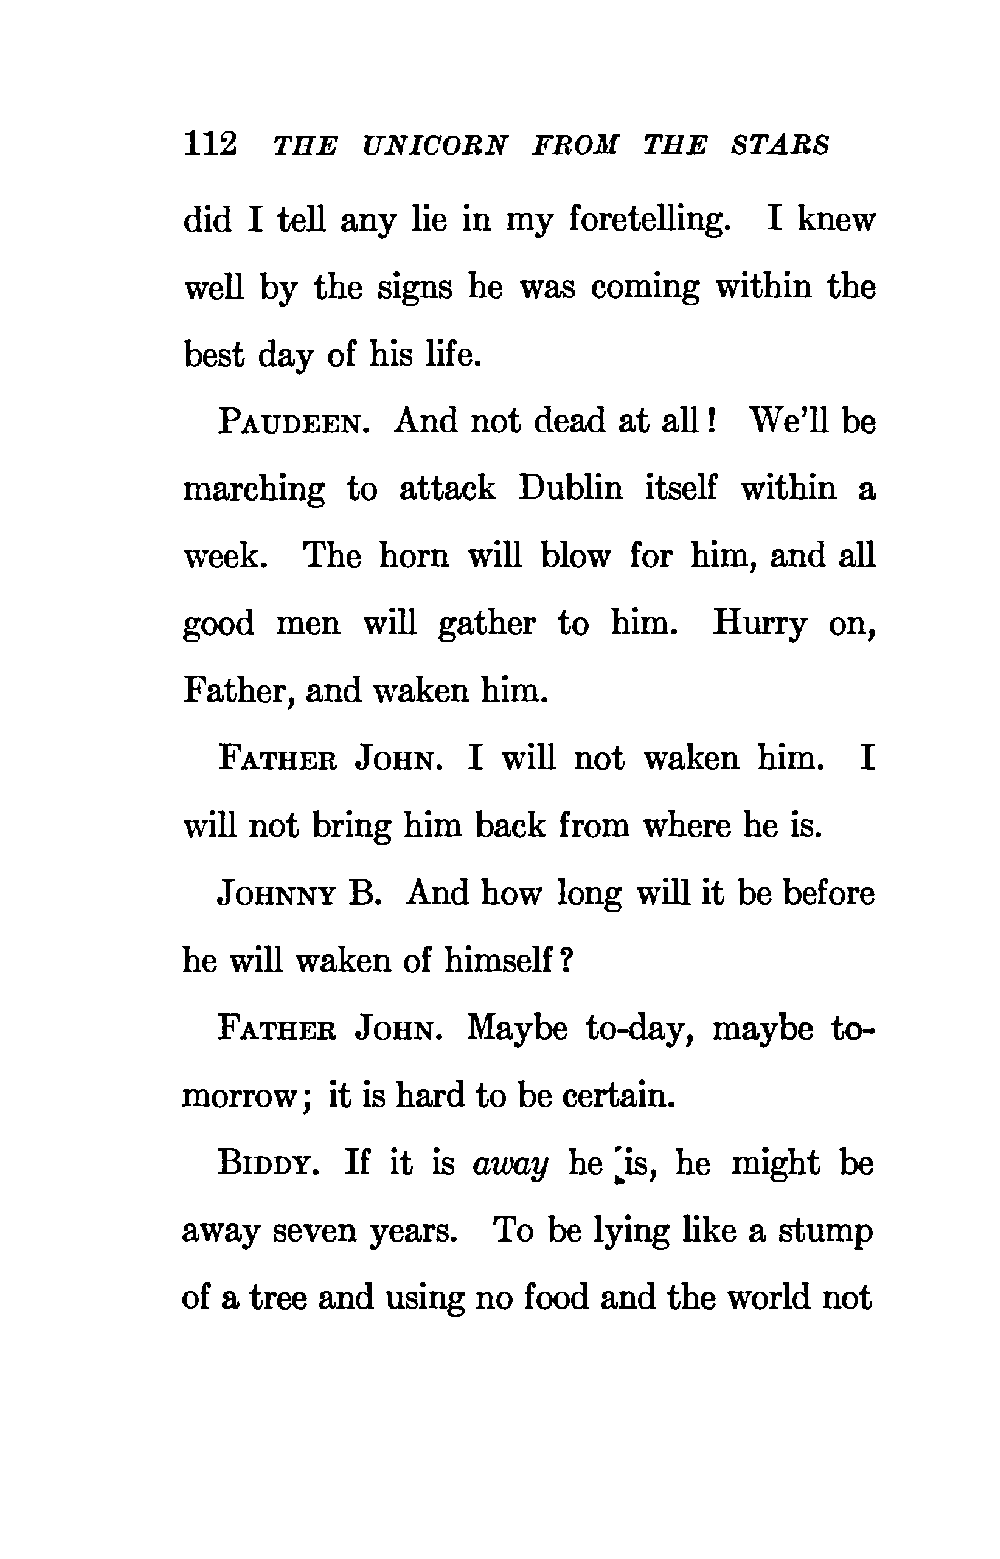 112 THE UNICORN FROM THE STARS
did I tell any lie in my foretelling. I knew
well by the signs he was coming within the
best day of his life.
PAUDEEN. And not dead at all! We'll be
marching to attack Dublin itself within a
week. The horn will blow for him, and all
good men will gather to him. Hurry on,
Father, and waken him.
FATHER JOHN. I will not waken him. I
will not bring him back from where he is.
JOHNNY B. And how long will it be before
he will waken of himself?
FATHER JOHN. Maybe to-day, maybe to-
morrow; it is hard to be certain.
BIDDY. If it is away he is, he might be
away seven years. To be lying like a stump
of a tree and using no food and the world not